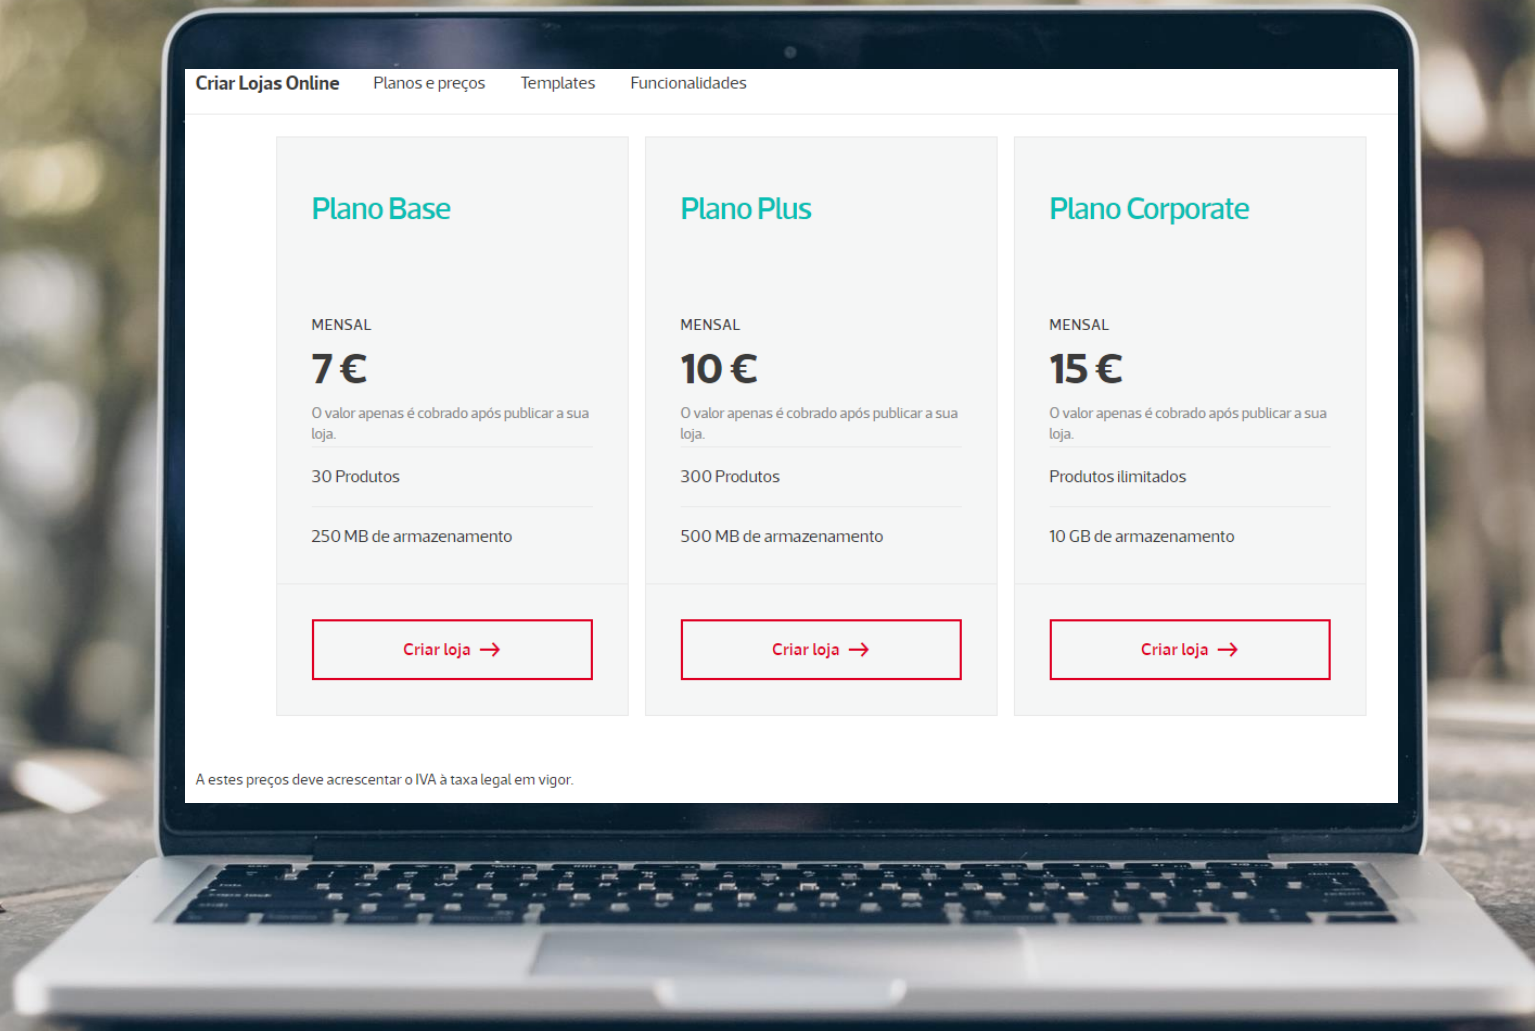 Criar Lojas Online Planos e preços Templates Funcionalidades
Plano Base
MENSAL
7 €
O valor apenas é cobrado após publicar a sua
loja.
30 Produtos
250 MB de armazenamento
Criar loja →
Plano Plus
MENSAL
10 €
O valor apenas é cobrado após publicar a sua
loja.
300 Produtos
500 MB de armazenamento
Criar loja →
Plano Corporate
MENSAL
15 €
O valor apenas é cobrado após publicar a sua
loja.
Produtos ilimitados
10 GB de armazenamento
Criar loja →
A estes preços deve acrescentar o IVA à taxa legal em vigor.